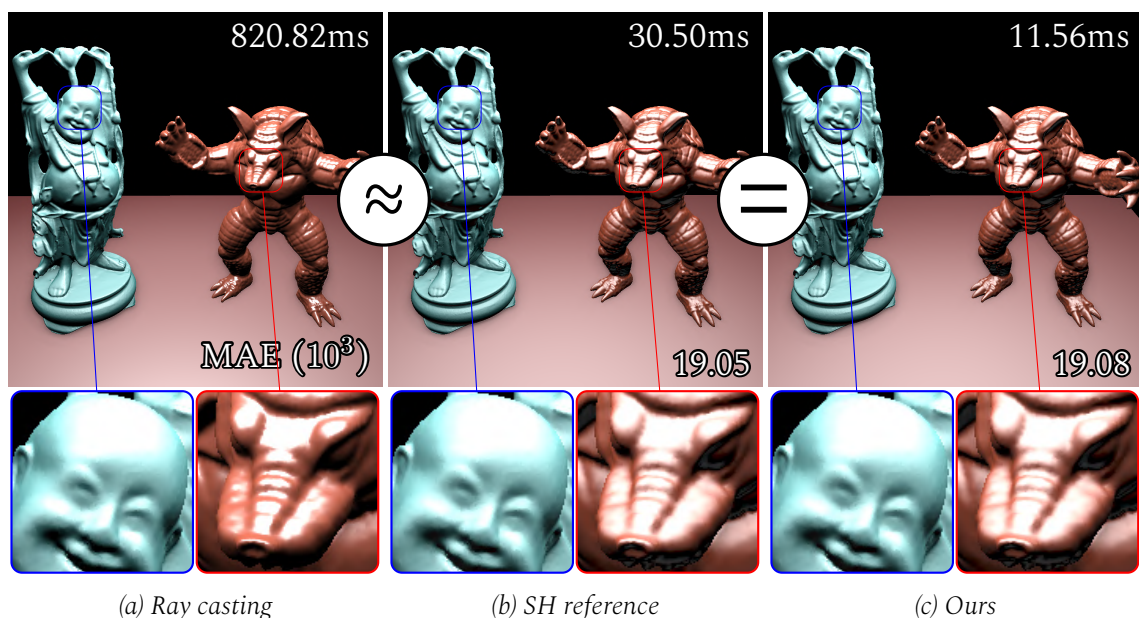 820.82ms
30.50ms
11.56ms
≈
=
MAE (10³)
19.05
19.08
(a) Ray casting
(b) SH reference
(c) Ours